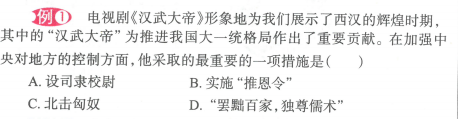 例① 电视剧《汉武大帝》形象地为我们展示了西汉的辉煌时期，
其中的“汉武大帝”为推进我国大一统格局作出了重要贡献。在加强中
央对地方的控制方面，他采取的最重要的一项措施是（　　）
A. 设司隶校尉　　B. 实施“推恩令”
C. 北击匈奴　　D.“罢黜百家，独尊儒术”